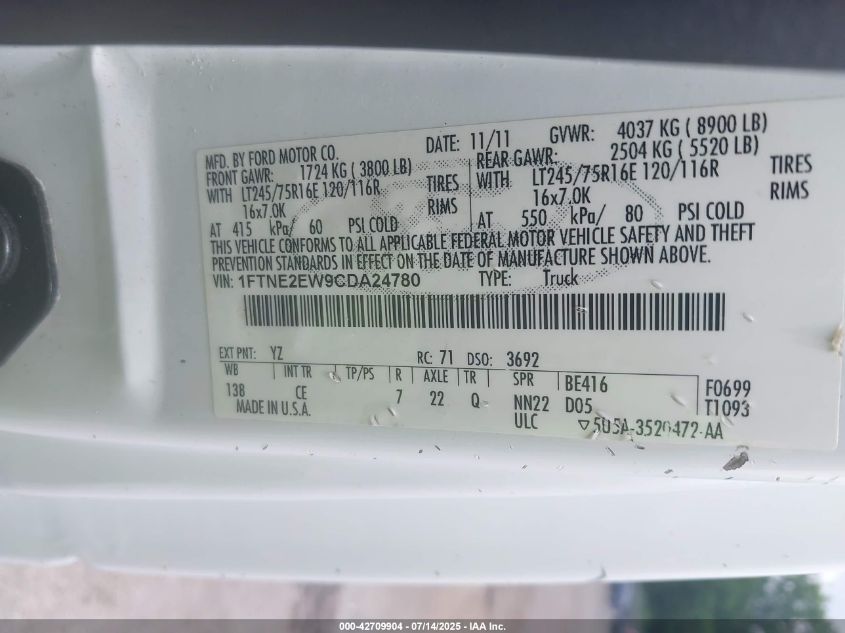 MFD. BY FORD MOTOR CO. DATE: 11/11 GVWR: 4037 KG ( 8900 LB)
FRONT GAWR: 1724 KG ( 3800 LB) REAR GAWR: 2504 KG ( 5520 LB)
WITH LT245/75R16E 120/116R TIRES WITH LT245/75R16E 120/116R TIRES
16x7.0K RIMS 16x7.0K RIMS
AT 415 kPa/ 60 PSI COLD AT 550 kPa/ 80 PSI COLD
THIS VEHICLE CONFORMS TO ALL APPLICABLE FEDERAL MOTOR VEHICLE SAFETY AND THEFT
PREVENTION STANDARDS IN EFFECT ON THE DATE OF MANUFACTURE SHOWN ABOVE.
VIN: 1FTNE2EW9CDA24780 TYPE: Truck
EXT PNT: YZ RC: 71 DSO: 3692
WB INT TR TP/PS R AXLE TR SPR BE416 F0699
138 CE 7 22 Q NN22 D05 T1093
MADE IN U.S.A. ULC ▽5U5A-3520472-AA
000-42709904 - 07/14/2025 - IAA Inc.